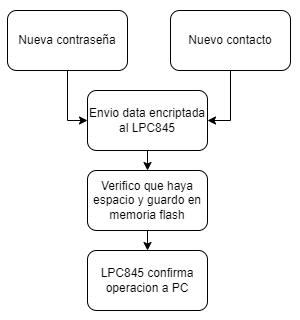 Nueva contraseña
Nuevo contacto
Envio data encriptada
al LPC845
Verifico que haya
espacio y guardo en
memoria flash
LPC845 confirma
operacion a PC